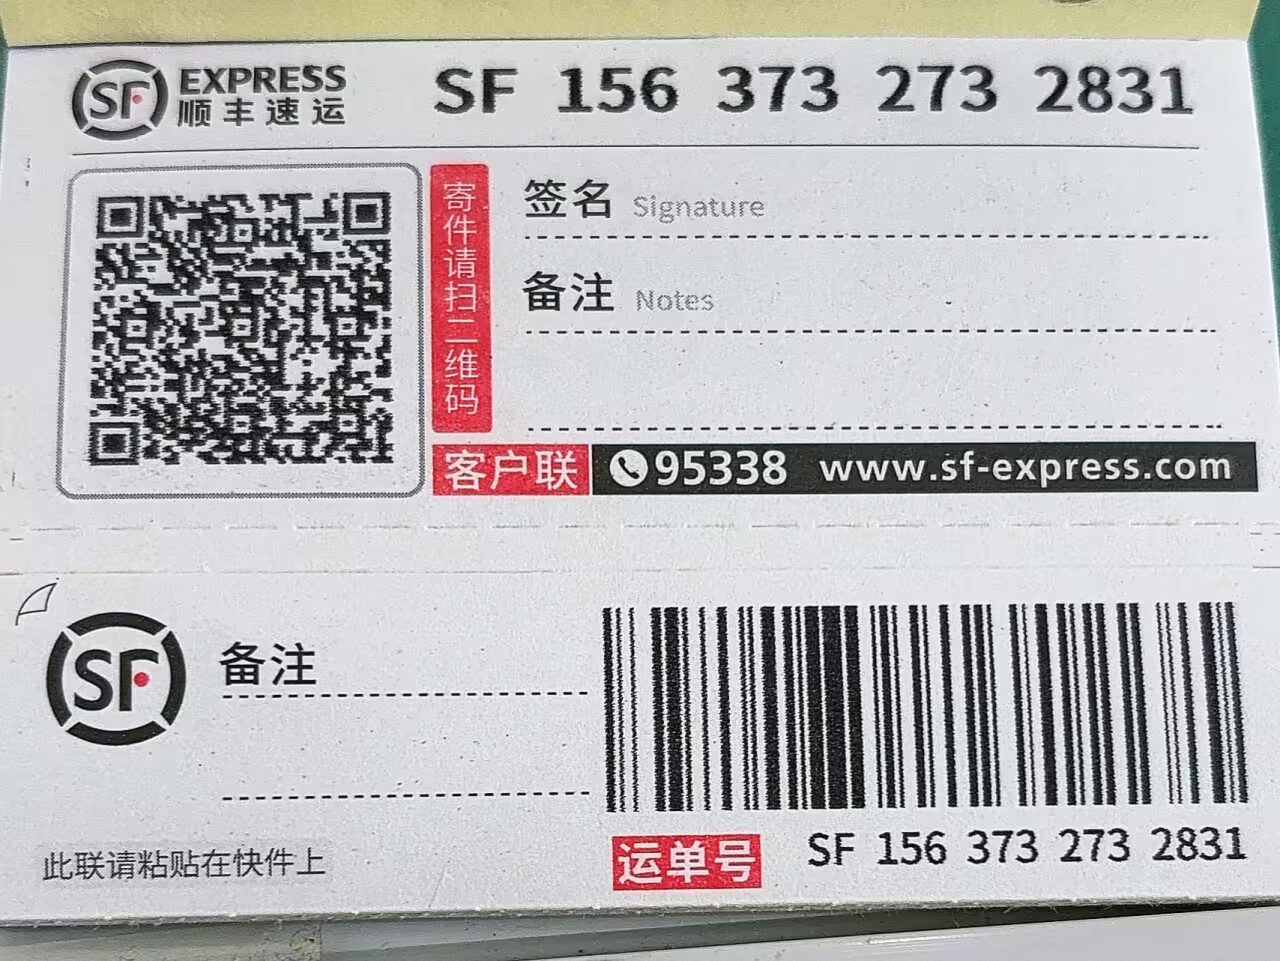 SF EXPRESS
顺丰速运
SF 156 373 273 2831
寄件请扫二维码
签名 Signature
备注 Notes
客户联 95338 www.sf-express.com
SF
备注
此联请粘贴在快件上
运单号 SF 156 373 273 2831